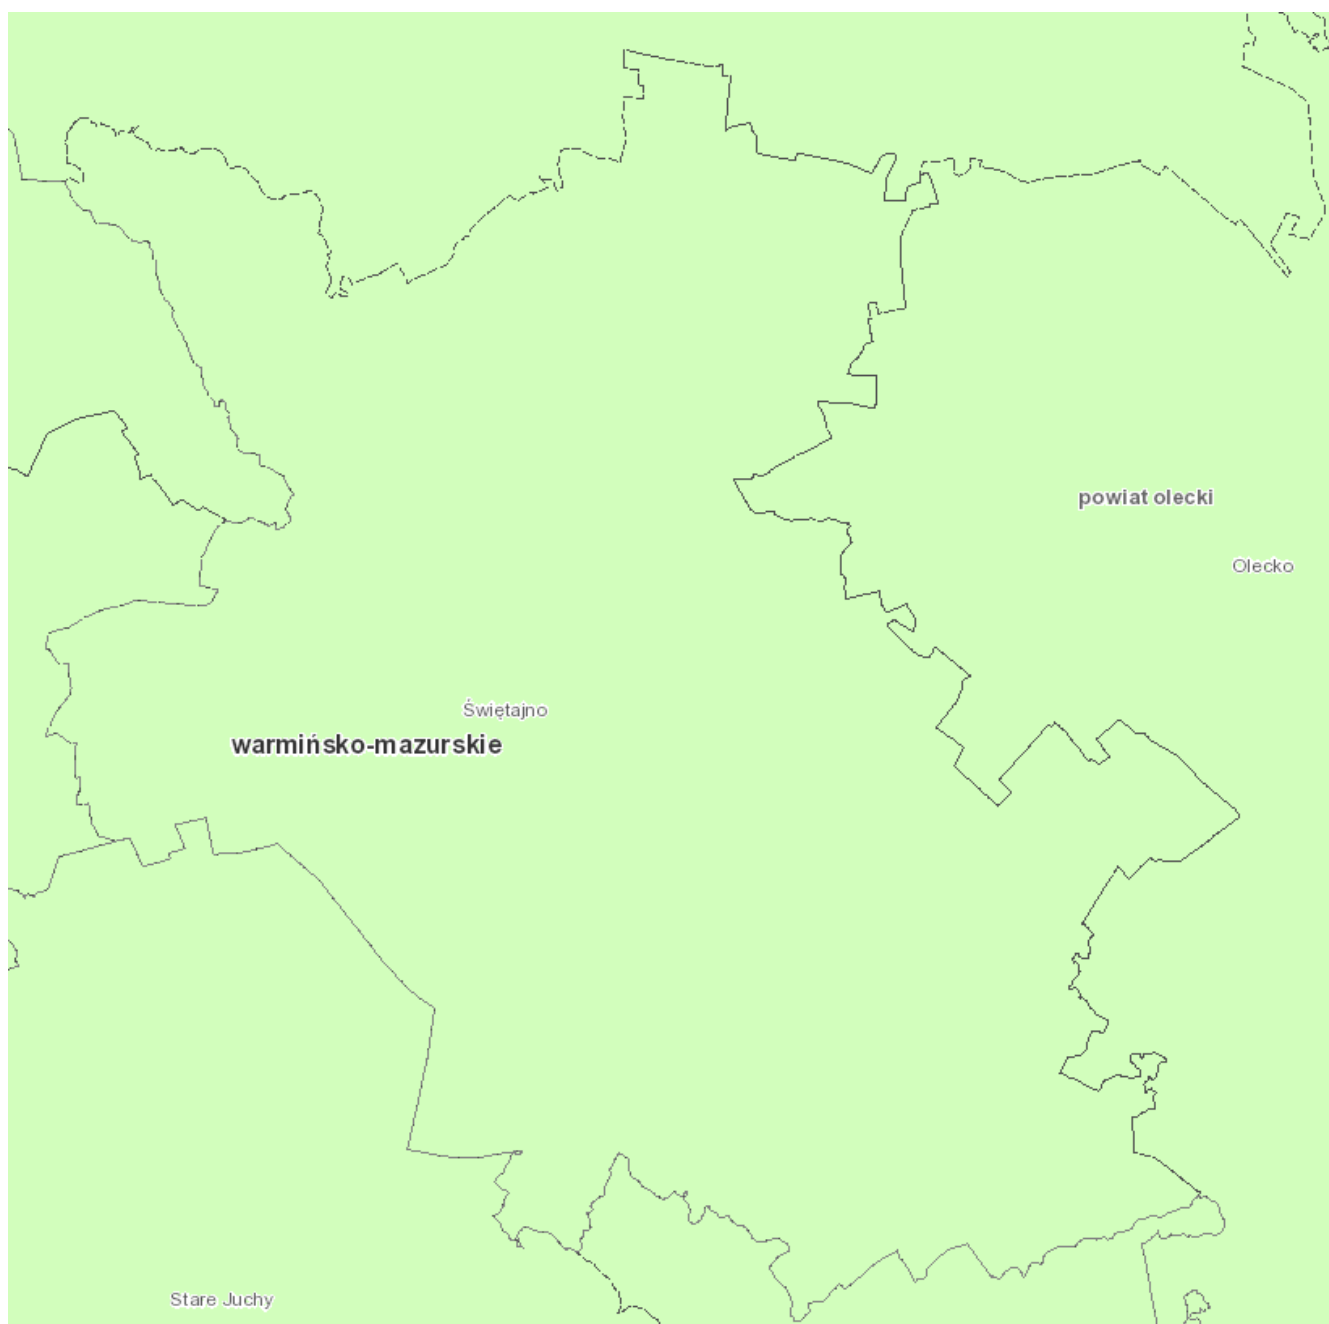 powiat olecki
Olecko
Świętajno
warmińsko-mazurskie
Stare Juchy